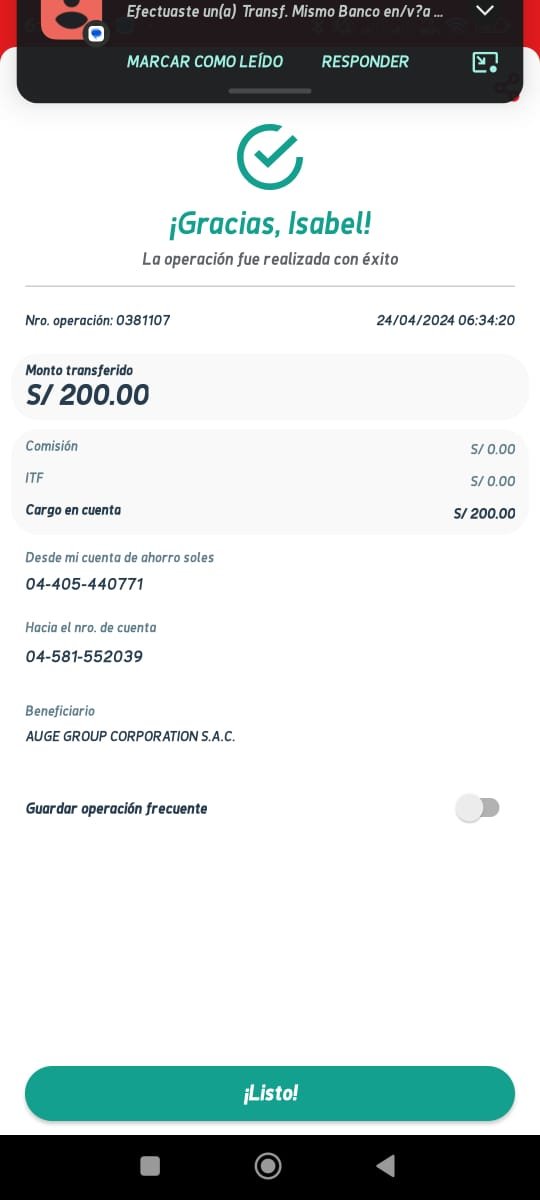 Efectuaste un(a) Transf. Mismo Banco en/v?a ...
MARCAR COMO LEÍDO RESPONDER
¡Gracias, Isabel!
La operación fue realizada con éxito
Nro. operación: 0381107 24/04/2024 06:34:20
Monto transferido
S/ 200.00
Comisión S/ 0.00
ITF S/ 0.00
Cargo en cuenta S/ 200.00
Desde mi cuenta de ahorro soles
04-405-440771
Hacia el nro. de cuenta
04-581-552039
Beneficiario
AUGE GROUP CORPORATION S.A.C.
Guardar operación frecuente
¡Listo!